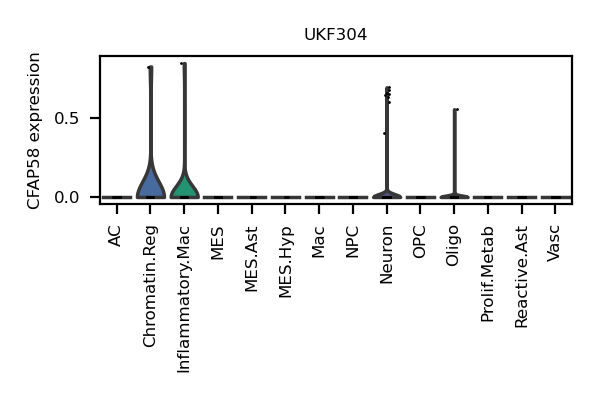 UKF304
CFAP58 expression
0.5
0.0
AC
Chromatin.Reg
Inflammatory.Mac
MES
MES.Ast
MES.Hyp
Mac
NPC
Neuron
OPC
Oligo
Prolif.Metab
Reactive.Ast
Vasc